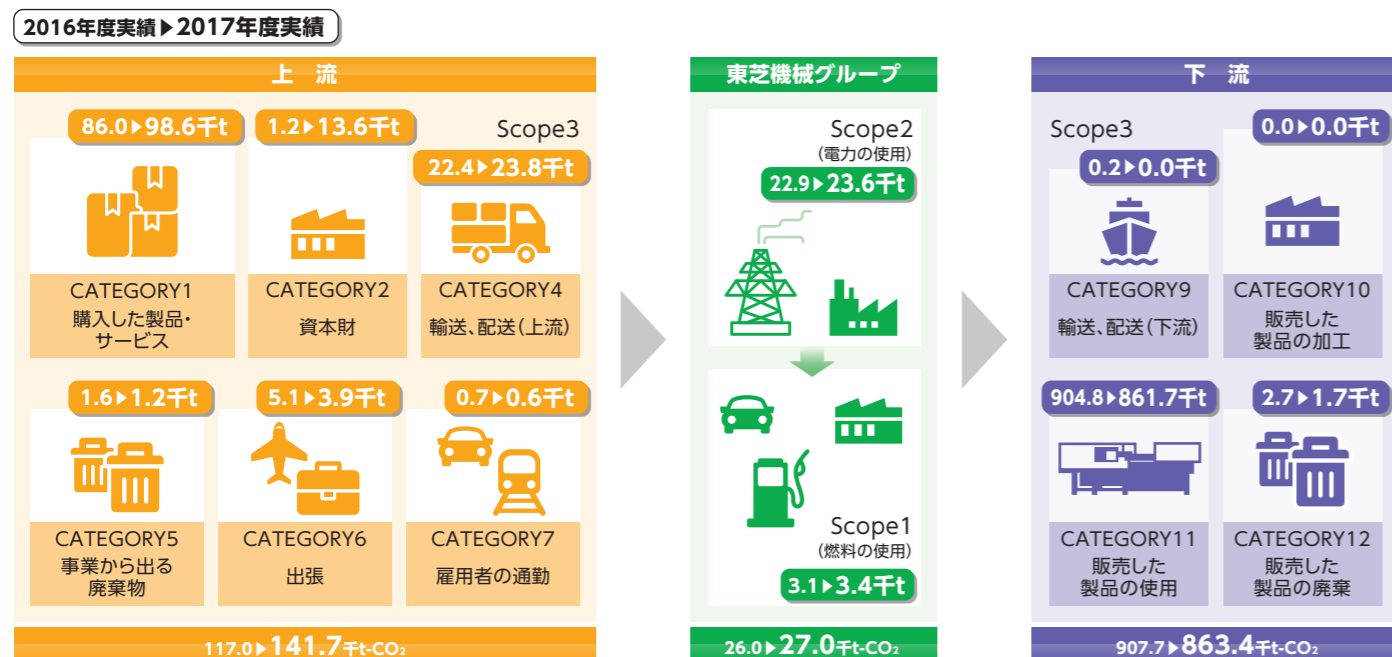 2016年度実績▶2017年度実績
上 流
86.0▶98.6千t
1.2▶13.6千t
Scope3
22.4▶23.8千t
CATEGORY1
購入した製品・
サービス
CATEGORY2
資本財
CATEGORY4
輸送、配送(上流)
1.6▶1.2千t
5.1▶3.9千t
0.7▶0.6千t
CATEGORY5
事業から出る
廃棄物
CATEGORY6
出張
CATEGORY7
雇用者の通勤
117.0▶141.7千t-CO₂
東芝機械グループ
Scope2
(電力の使用)
22.9▶23.6千t
Scope1
(燃料の使用)
3.1▶3.4千t
26.0▶27.0千t-CO₂
下 流
Scope3
0.2▶0.0千t
0.0▶0.0千t
CATEGORY9
輸送、配送(下流)
CATEGORY10
販売した
製品の加工
904.8▶861.7千t
2.7▶1.7千t
CATEGORY11
販売した
製品の使用
CATEGORY12
販売した
製品の廃棄
907.7▶863.4千t-CO₂